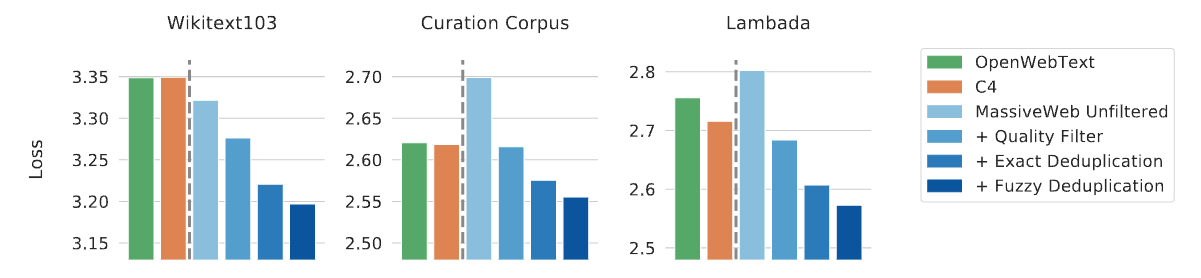 Wikitext103
Curation Corpus
Lambada
Loss
3.35
3.30
3.25
3.20
3.15
2.70
2.65
2.60
2.55
2.50
2.8
2.7
2.6
2.5
OpenWebText
C4
MassiveWeb Unfiltered
+ Quality Filter
+ Exact Deduplication
+ Fuzzy Deduplication